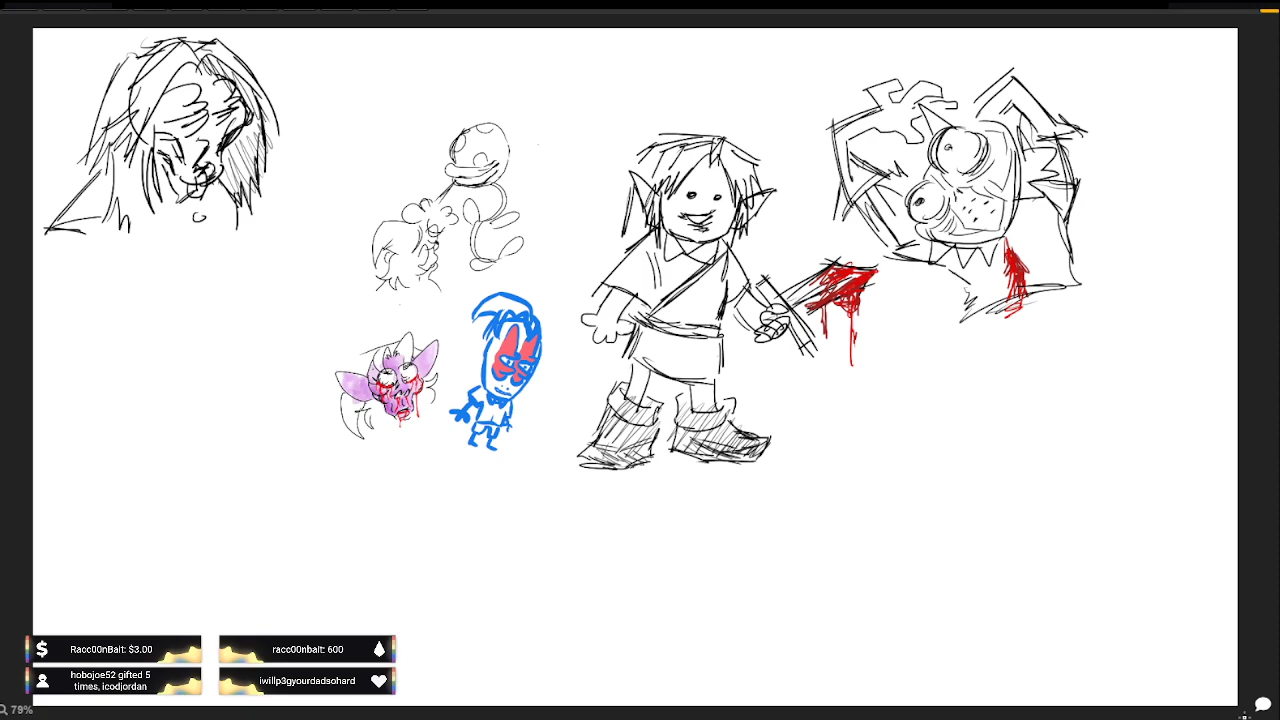 Racc00nBait: $3.00
racc00nbait: 600
hobojoe52 gifted 5
times, icodjordan
iwillp3gyourdadsohard
79%